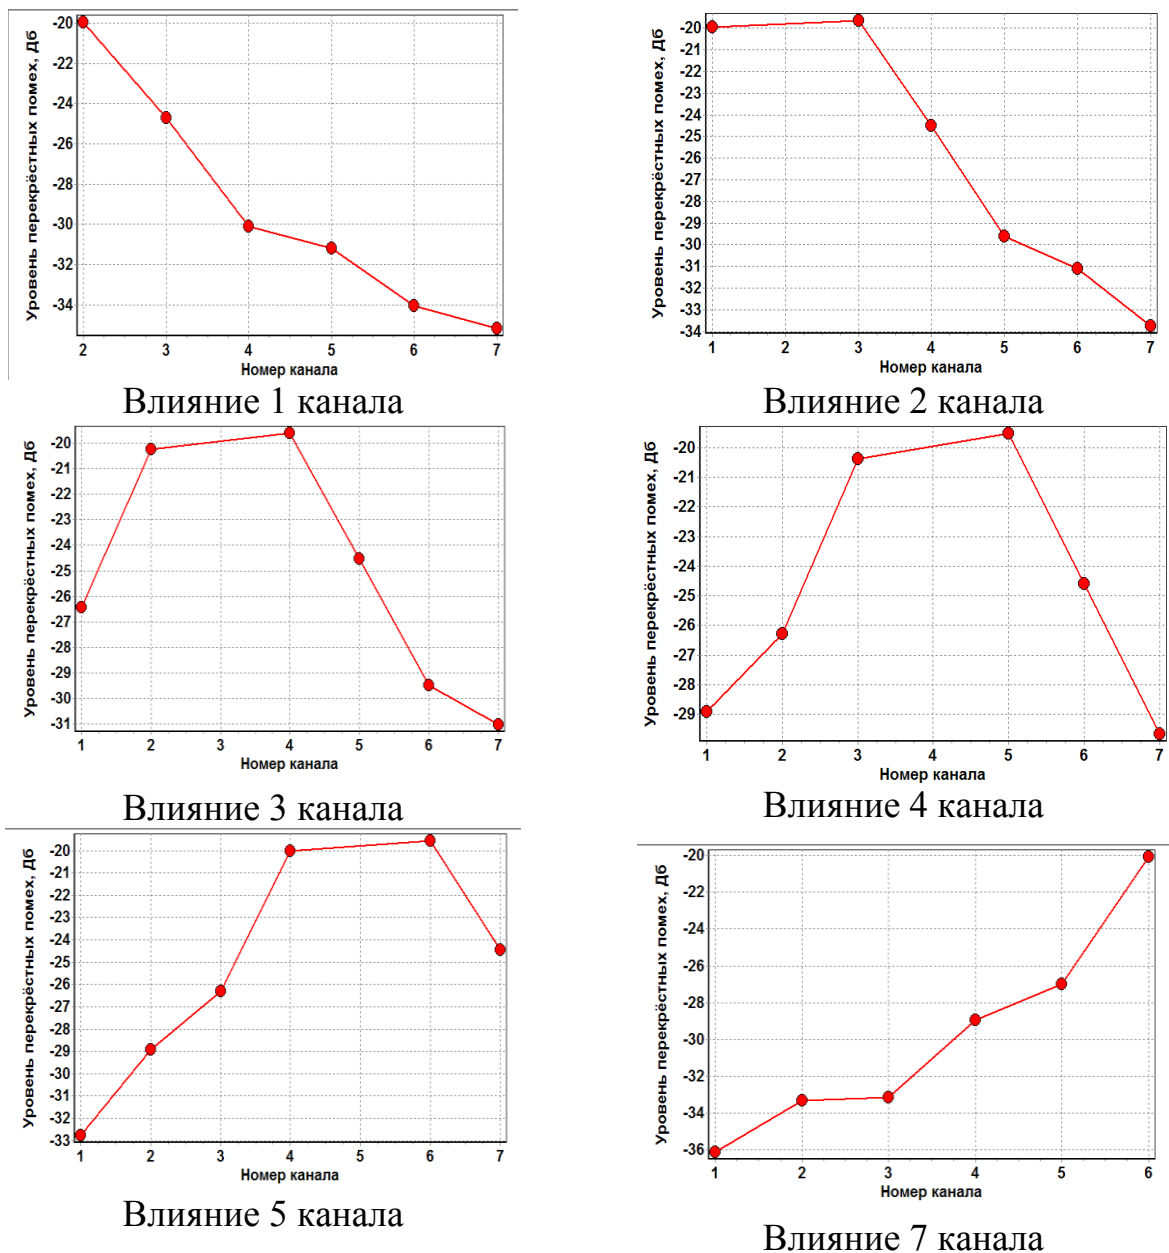 Уровень перекрёстных помех, Дб
-20
-22
-24
-26
-28
-30
-32
-34
2 3 4 5 6 7
Номер канала
Влияние 1 канала
Уровень перекрёстных помех, Дб
-20
-21
-22
-23
-24
-25
-26
-27
-28
-29
-30
-31
-32
-33
-34
1 2 3 4 5 6 7
Номер канала
Влияние 2 канала
Уровень перекрёстных помех, Дб
-20
-21
-22
-23
-24
-25
-26
-27
-28
-29
-30
-31
1 2 4 5 6 7
Номер канала
Влияние 3 канала
Уровень перекрёстных помех, Дб
-20
-21
-22
-23
-24
-25
-26
-27
-28
-29
1 2 3 4 5 6 7
Номер канала
Влияние 4 канала
Уровень перекрёстных помех, Дб
-20
-21
-22
-23
-24
-25
-26
-27
-28
-29
-30
-31
-32
-33
1 2 3 4 5 6 7
Номер канала
Влияние 5 канала
Уровень перекрёстных помех, Дб
-20
-22
-24
-26
-28
-30
-32
-34
-36
1 2 3 4 5 6
Номер канала
Влияние 7 канала